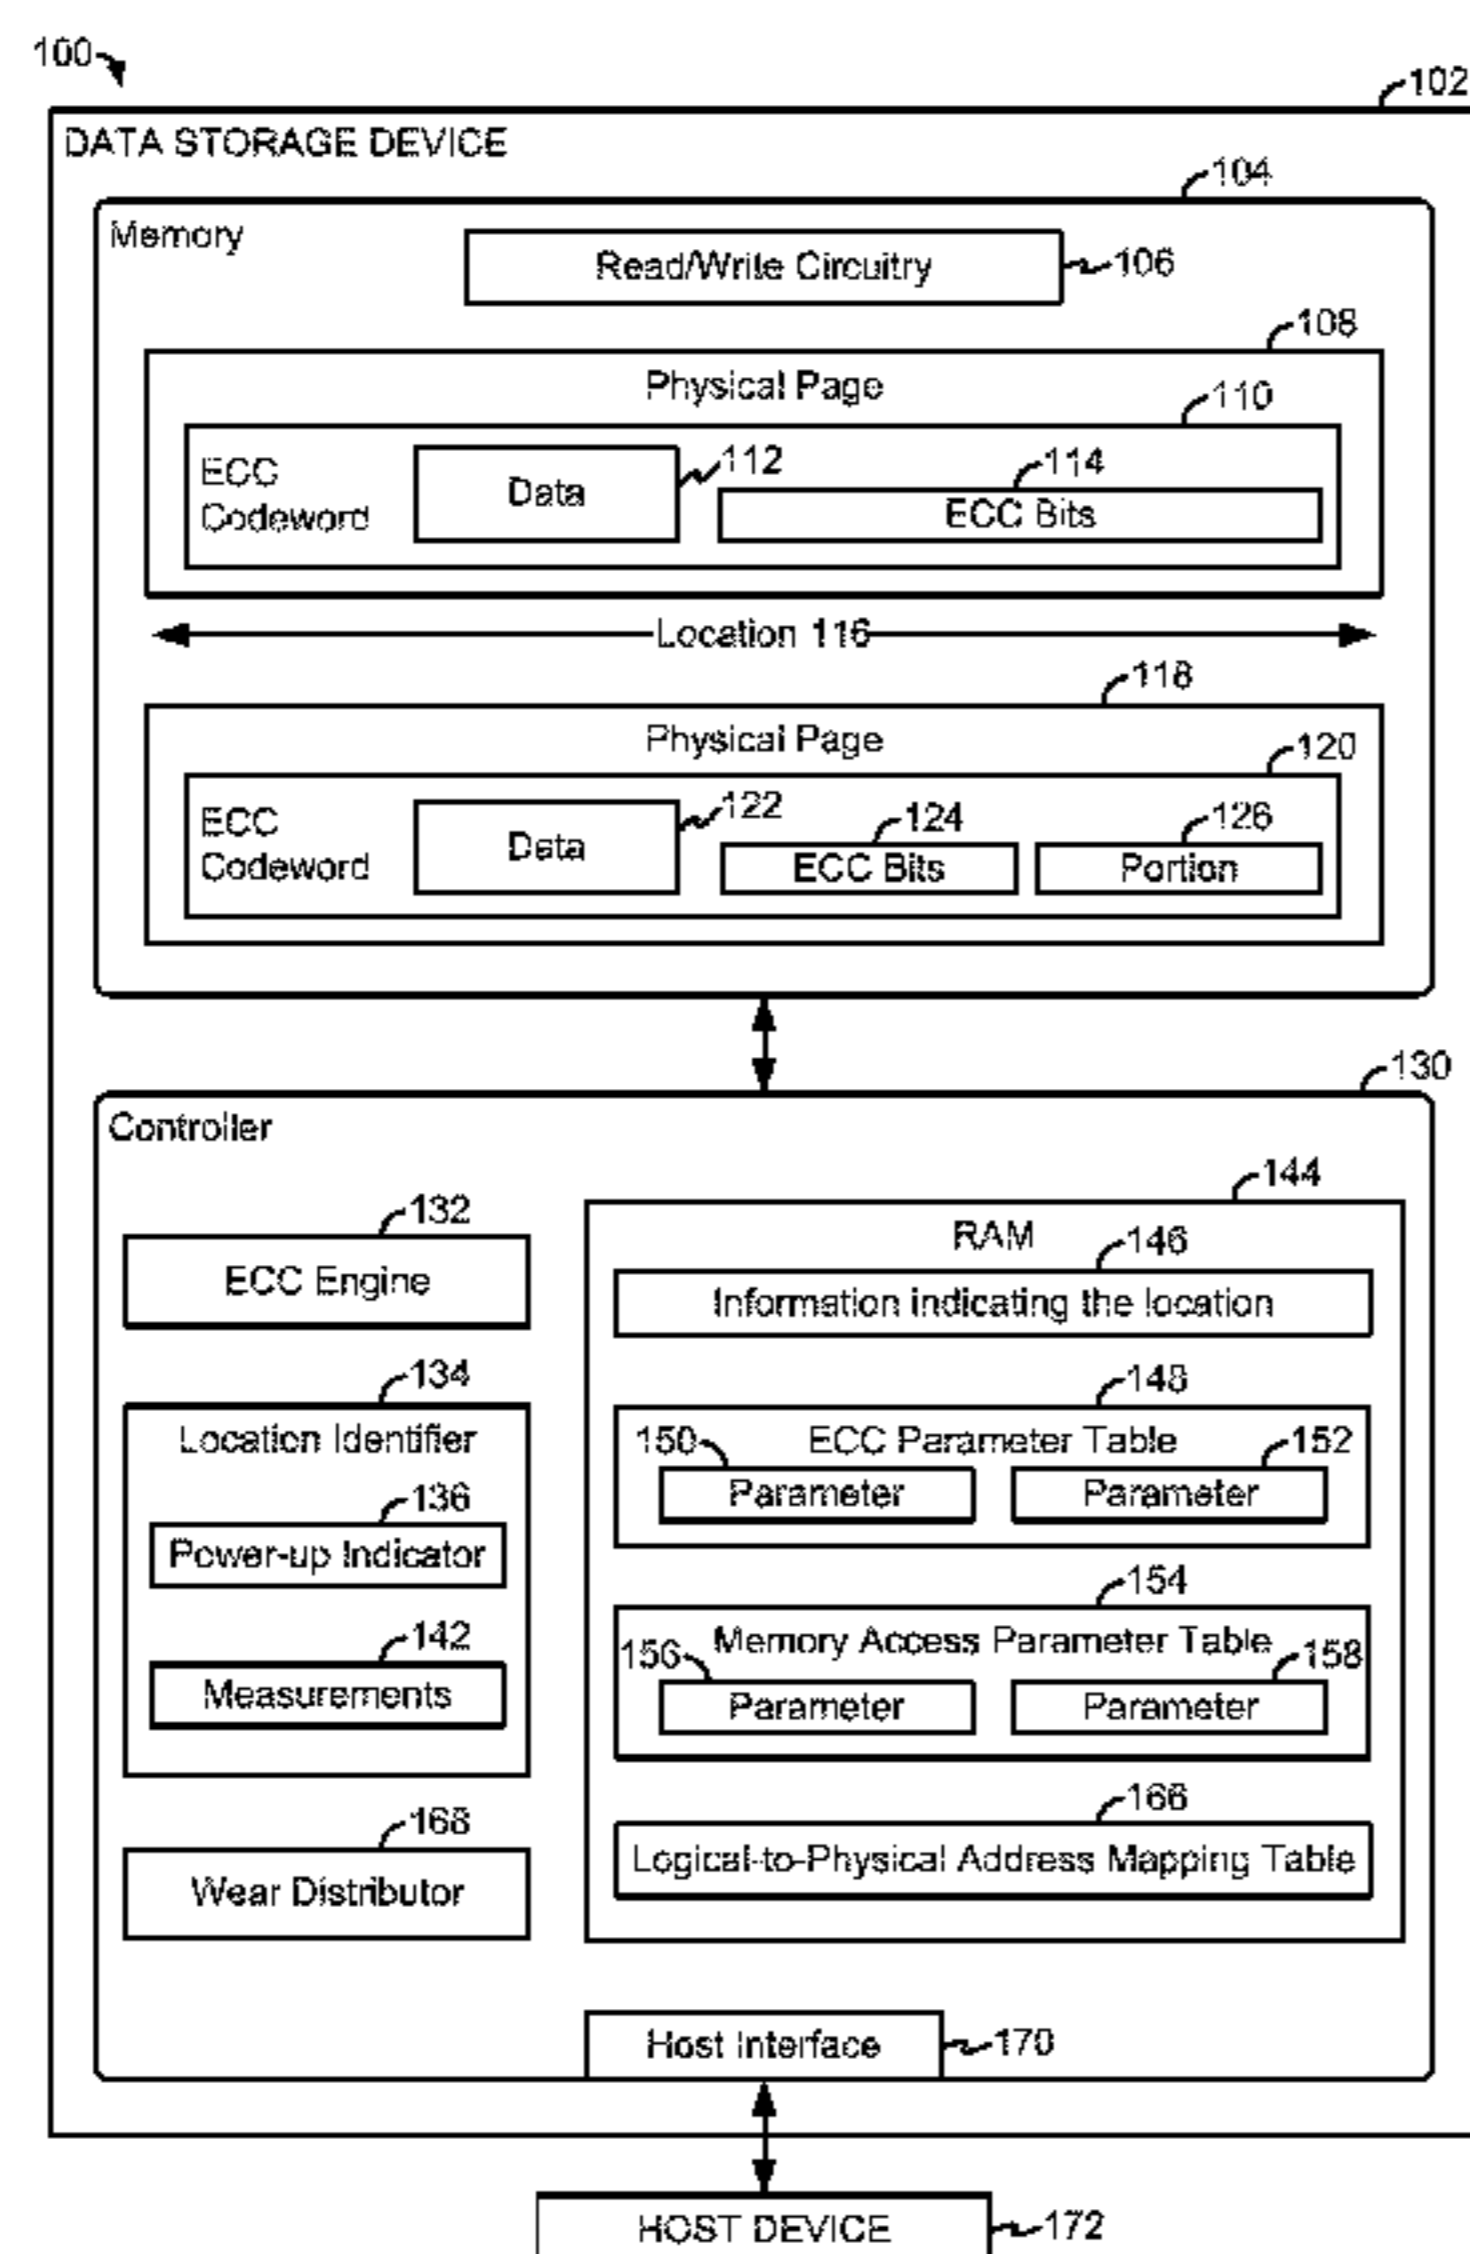 100
102
DATA STORAGE DEVICE
104
Memory
Read/Write Circuitry
106
108
Physical Page
110
ECC
Codeword
Data
112
114
ECC Bits
Location 116
118
Physical Page
120
ECC
Codeword
Data
122
124
ECC Bits
126
Portion
130
Controller
132
ECC Engine
134
Location Identifier
136
Power-up Indicator
142
Measurements
168
Wear Distributor
144
RAM
146
Information indicating the location
148
150
ECC Parameter Table
152
Parameter
Parameter
154
156
Memory Access Parameter Table
158
Parameter
Parameter
166
Logical-to-Physical Address Mapping Table
Host Interface
170
HOST DEVICE
172